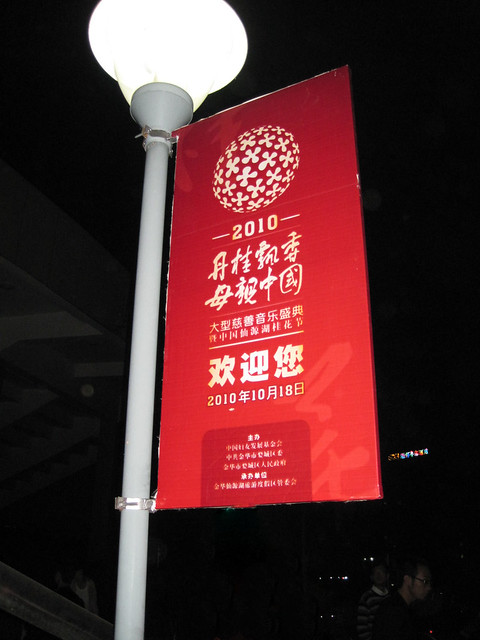 2010
丹桂飘香
母親中國
大型慈善音乐盛典
暨中国仙源湖桂花节
欢迎您
2010年10月18日
主办
中国妇女发展基金会
中共金华市婺城区委
金华市婺城区人民政府
承办单位
金华仙源湖旅游度假区管委会